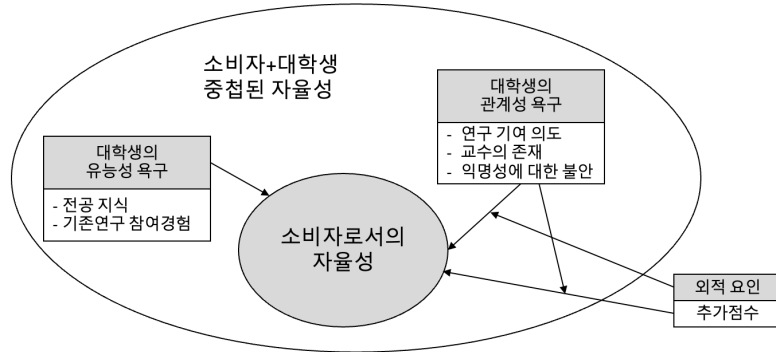 소비자+대학생
중첩된 자율성
대학생의
관계성 욕구
- 연구 기여 의도
- 교수의 존재
- 익명성에 대한 불안
대학생의
유능성 욕구
- 전공 지식
- 기존연구 참여경험
소비자로서의
자율성
외적 요인
추가점수